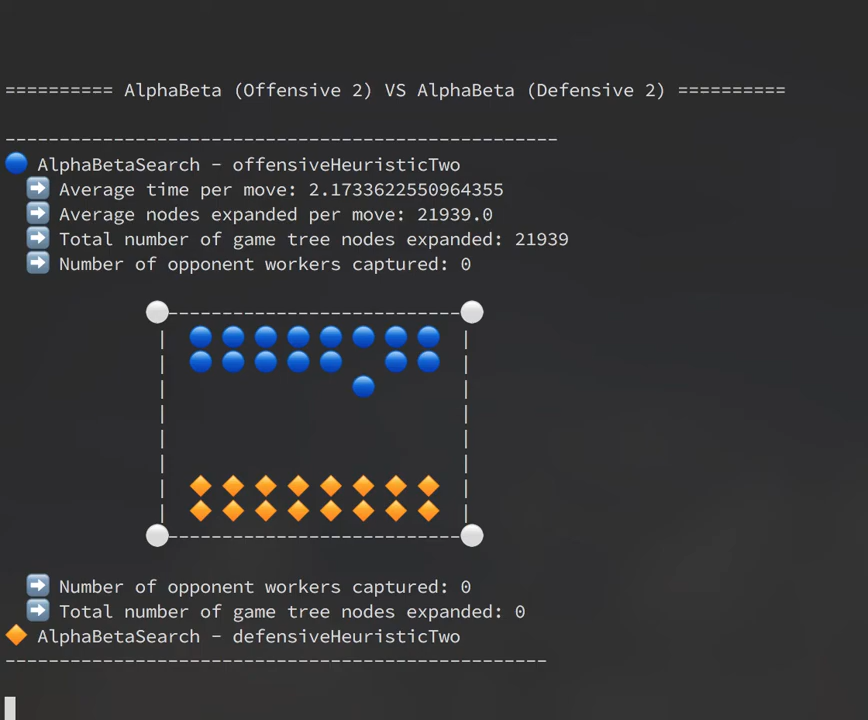 ========== AlphaBeta (Offensive 2) VS AlphaBeta (Defensive 2) ==========
---------------------------------------------------
🔵 AlphaBetaSearch - offensiveHeuristicTwo
➡️ Average time per move: 2.1733622550964355
➡️ Average nodes expanded per move: 21939.0
➡️ Total number of game tree nodes expanded: 21939
➡️ Number of opponent workers captured: 0
➡️ Number of opponent workers captured: 0
➡️ Total number of game tree nodes expanded: 0
🔶 AlphaBetaSearch - defensiveHeuristicTwo
--------------------------------------------------